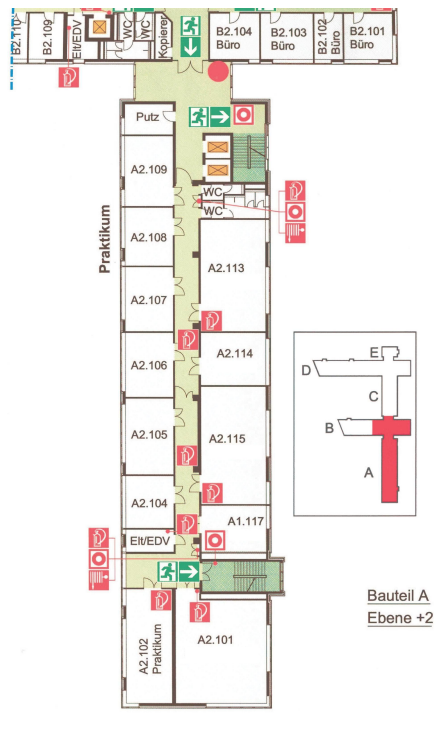 B2.110
B2.109
Elt/EDV
WC
WC
Kopierer
B2.104
Büro
B2.103
Büro
B2.102
Büro
B2.101
Büro
Putz
A2.109
WC
WC
A2.108
Praktikum
A2.113
A2.107
A2.114
A2.106
A2.115
A2.105
A2.104
A1.117
Elt/EDV
A2.102
Praktikum
A2.101
E
D
C
B
A
Bauteil A
Ebene +2